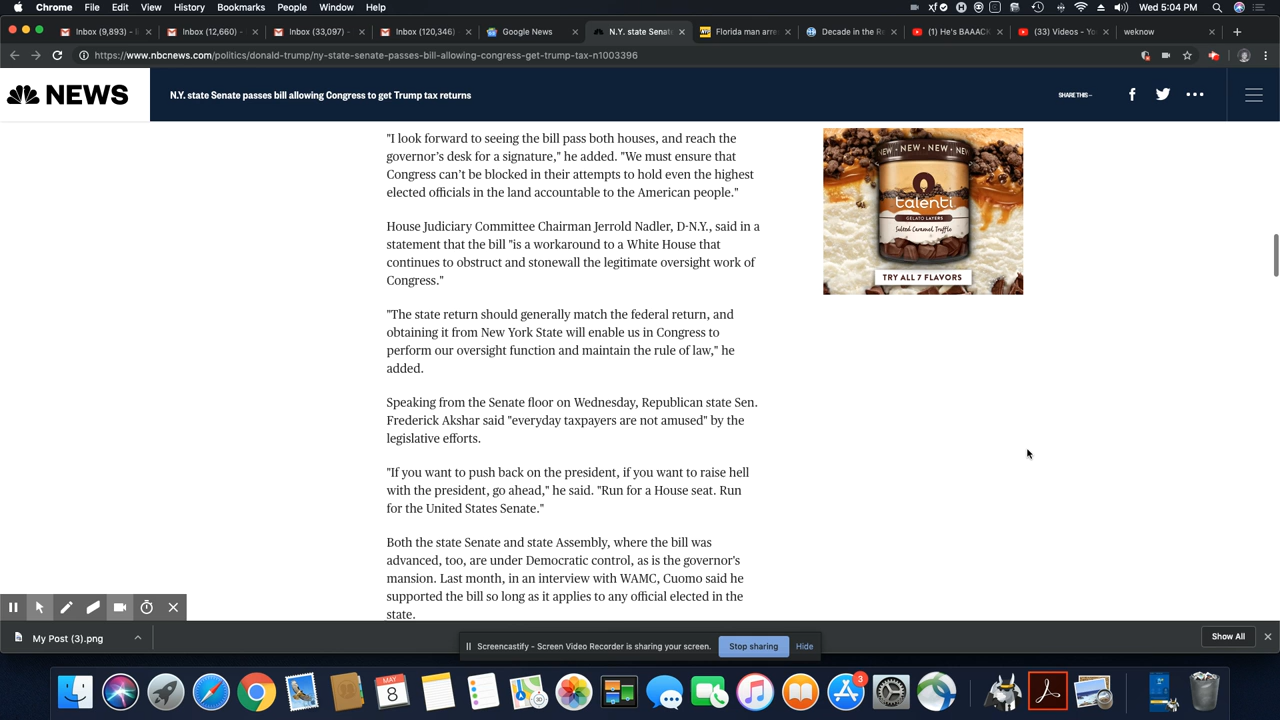 Chrome File Edit View History Bookmarks People Window Help
Wed 5:04 PM
Inbox (9,893) -
Inbox (12,660) -
Inbox (33,097) -
Inbox (120,346)
Google News
N.Y. state Senat
Florida man arre
Decade in the R
(1) He's BAAACK
(33) Videos - Yo
weknow
https://www.nbcnews.com/politics/donald-trump/ny-state-senate-passes-bill-allowing-congress-get-trump-tax-n1003396
NEWS
N.Y. state Senate passes bill allowing Congress to get Trump tax returns
SHARE THIS —
"I look forward to seeing the bill pass both houses, and reach the
governor's desk for a signature," he added. "We must ensure that
Congress can't be blocked in their attempts to hold even the highest
elected officials in the land accountable to the American people."
House Judiciary Committee Chairman Jerrold Nadler, D-N.Y., said in a
statement that the bill "is a workaround to a White House that
continues to obstruct and stonewall the legitimate oversight work of
Congress."
"The state return should generally match the federal return, and
obtaining it from New York State will enable us in Congress to
perform our oversight function and maintain the rule of law," he
added.
Speaking from the Senate floor on Wednesday, Republican state Sen.
Frederick Akshar said "everyday taxpayers are not amused" by the
legislative efforts.
"If you want to push back on the president, if you want to raise hell
with the president, go ahead," he said. "Run for a House seat. Run
for the United States Senate."
Both the state Senate and state Assembly, where the bill was
advanced, too, are under Democratic control, as is the governor's
mansion. Last month, in an interview with WAMC, Cuomo said he
supported the bill so long as it applies to any official elected in the
state.
NEW • NEW • NEW • NEW
talenti
GELATO LAYERS
Salted Caramel Truffle
TRY ALL 7 FLAVORS
My Post (3).png
Show All
Screencastify - Screen Video Recorder is sharing your screen.
Stop sharing
Hide
MAY
8
3